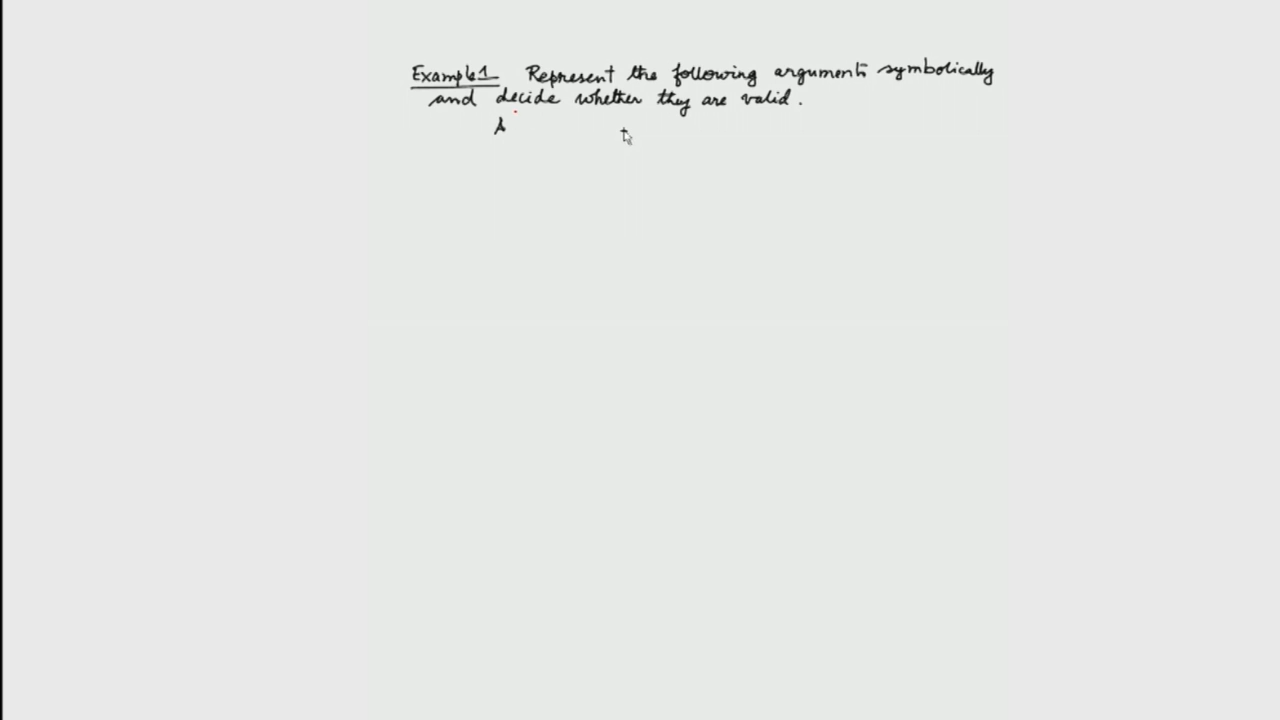 Example 1 Represent the following arguments symbolically
and decide whether they are valid.